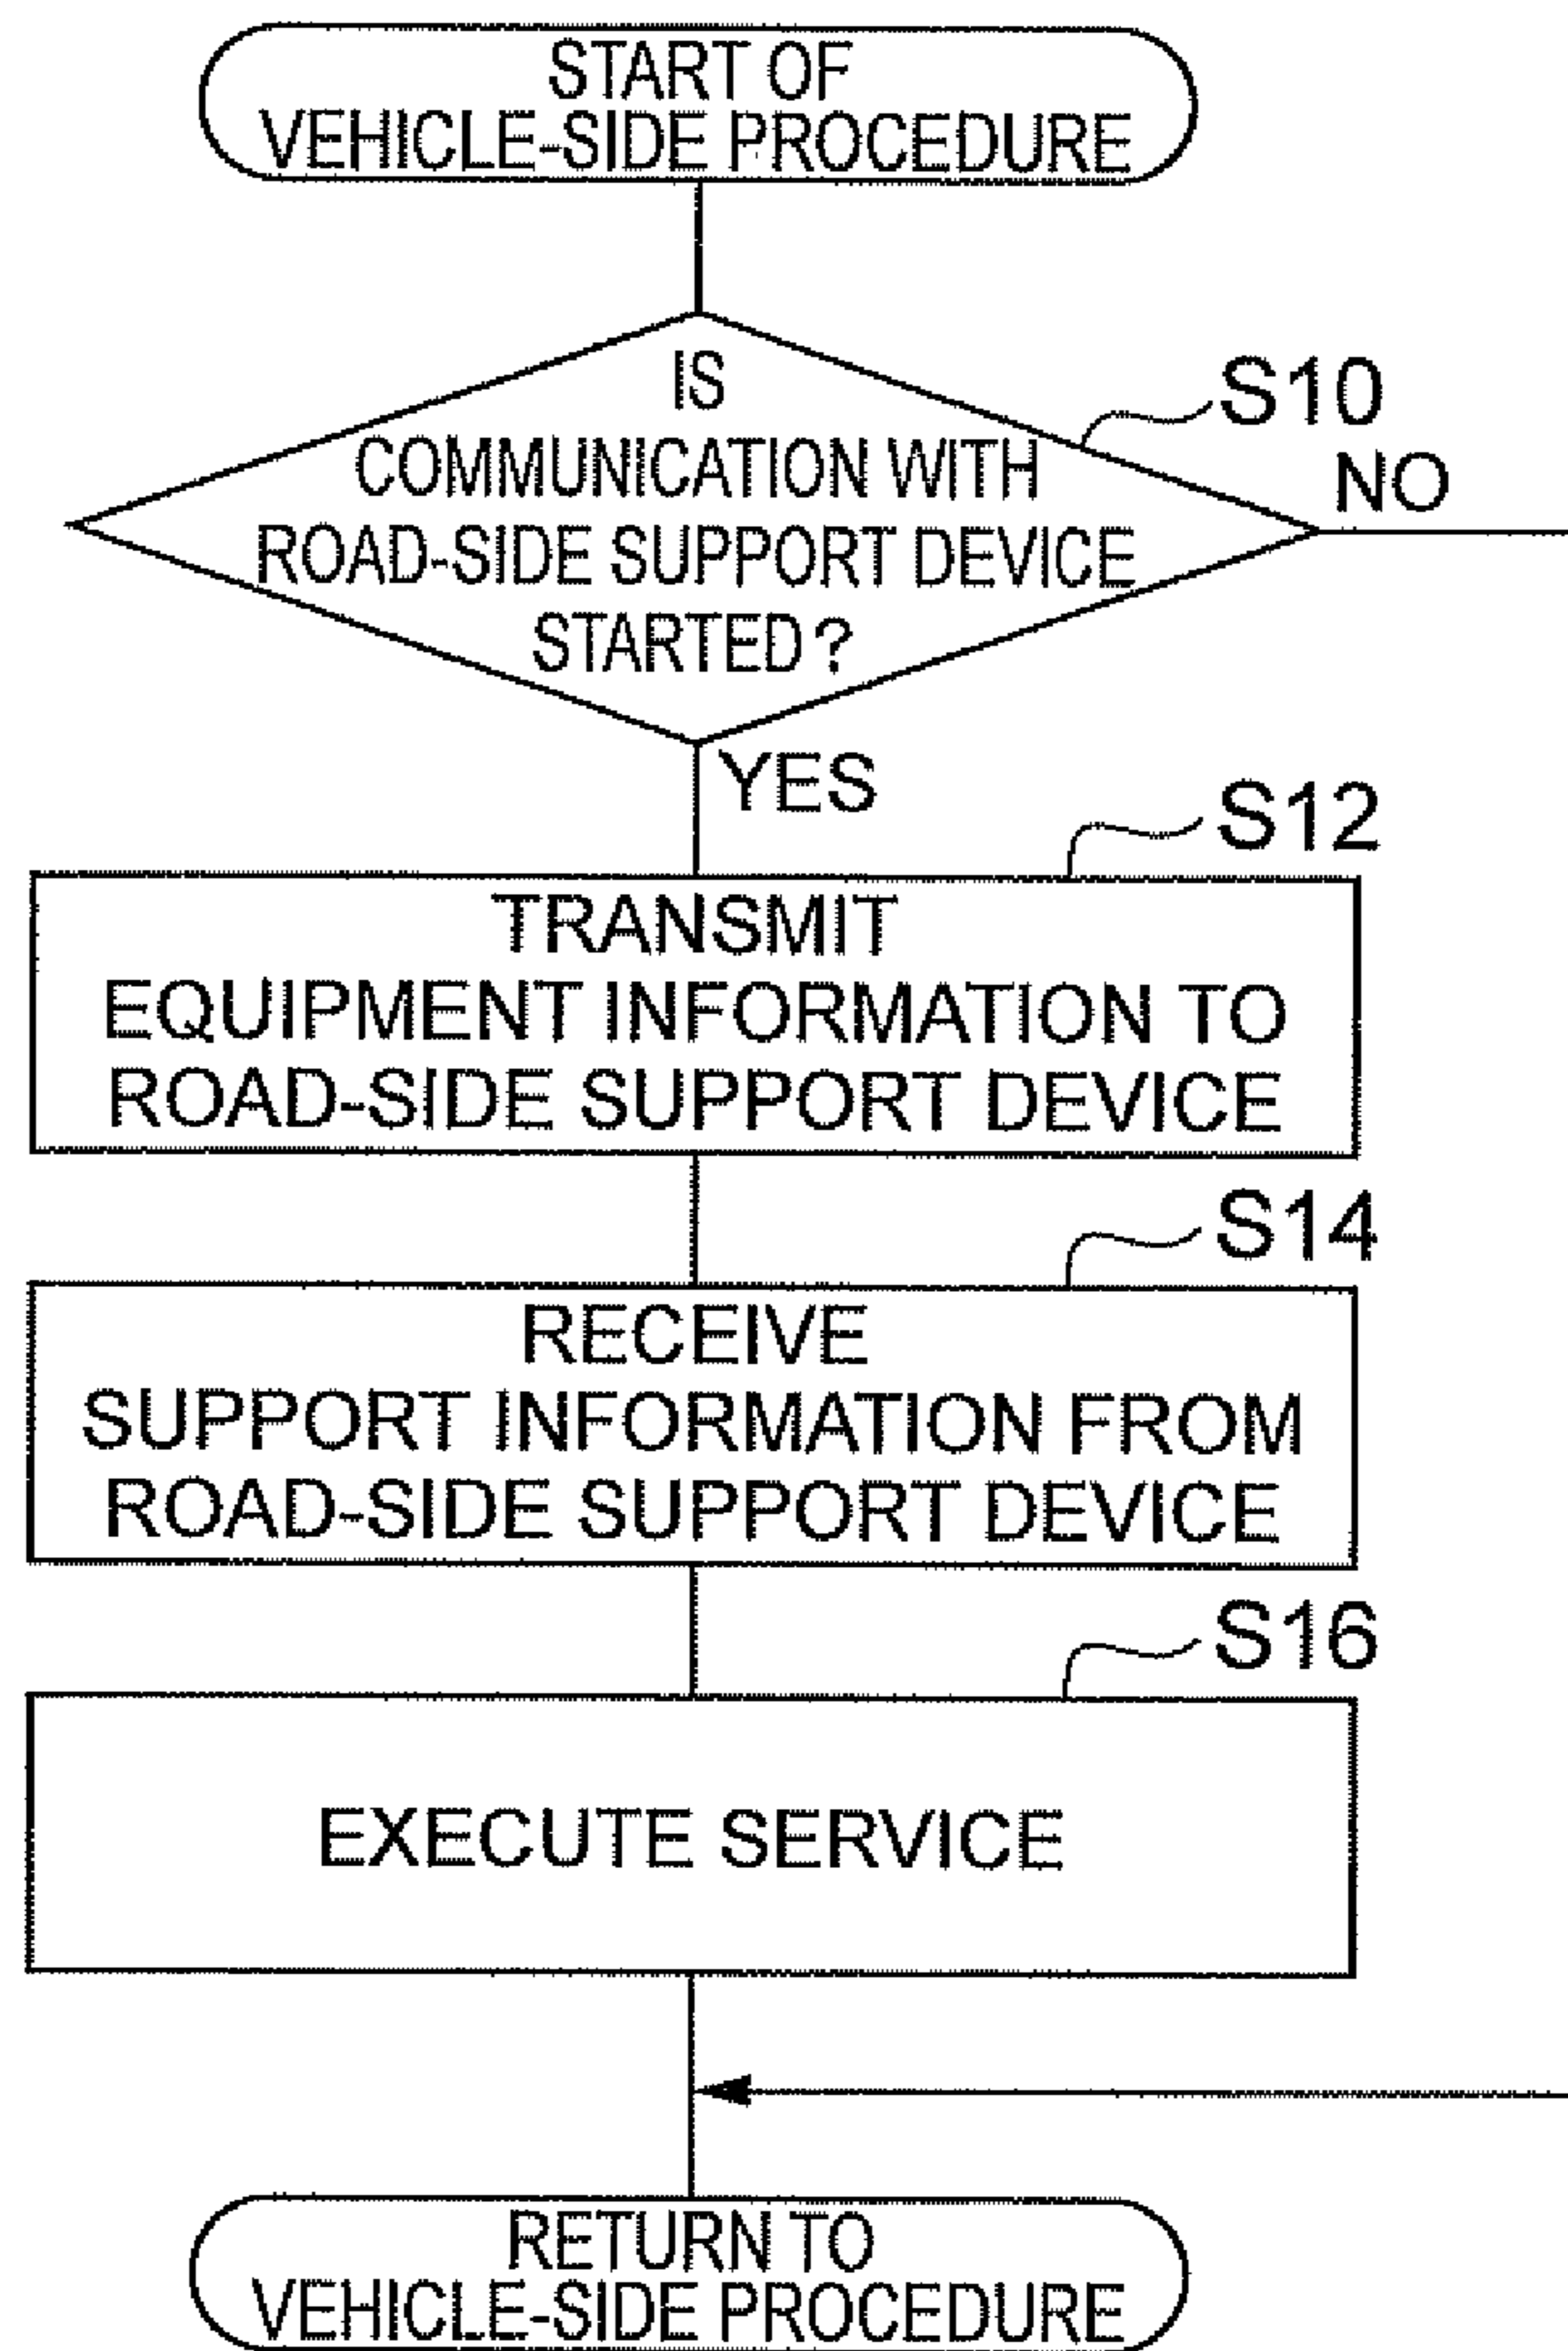 START OF
VEHICLE-SIDE PROCEDURE
IS
COMMUNICATION WITH
ROAD-SIDE SUPPORT DEVICE
STARTED?
S10
NO
YES
S12
TRANSMIT
EQUIPMENT INFORMATION TO
ROAD-SIDE SUPPORT DEVICE
S14
RECEIVE
SUPPORT INFORMATION FROM
ROAD-SIDE SUPPORT DEVICE
S16
EXECUTE SERVICE
RETURN TO
VEHICLE-SIDE PROCEDURE